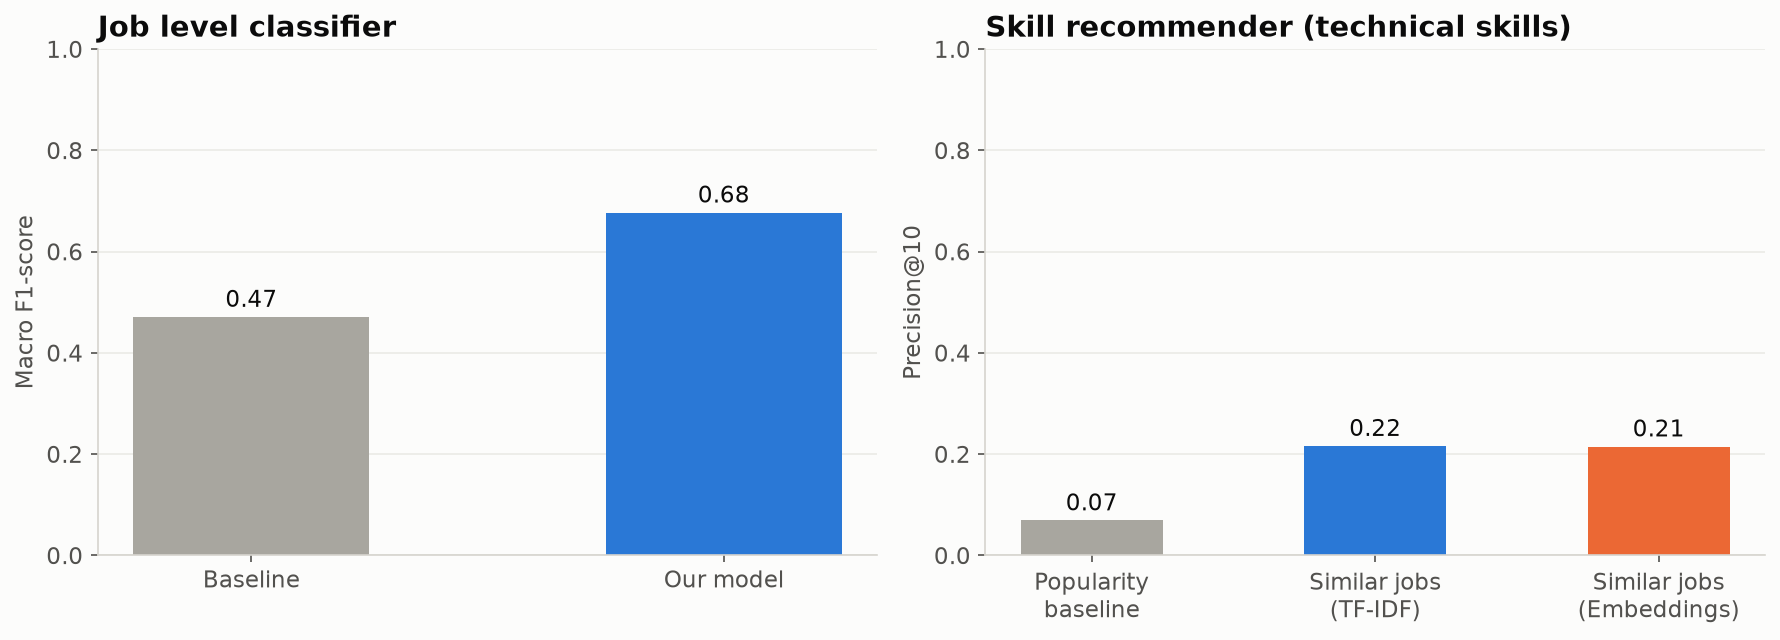 Job level classifier
Macro F1-score
1.0
0.8
0.6
0.4
0.2
0.0
0.47
0.68
Baseline
Our model
Skill recommender (technical skills)
Precision@10
1.0
0.8
0.6
0.4
0.2
0.0
0.07
0.22
0.21
Popularity
baseline
Similar jobs
(TF-IDF)
Similar jobs
(Embeddings)